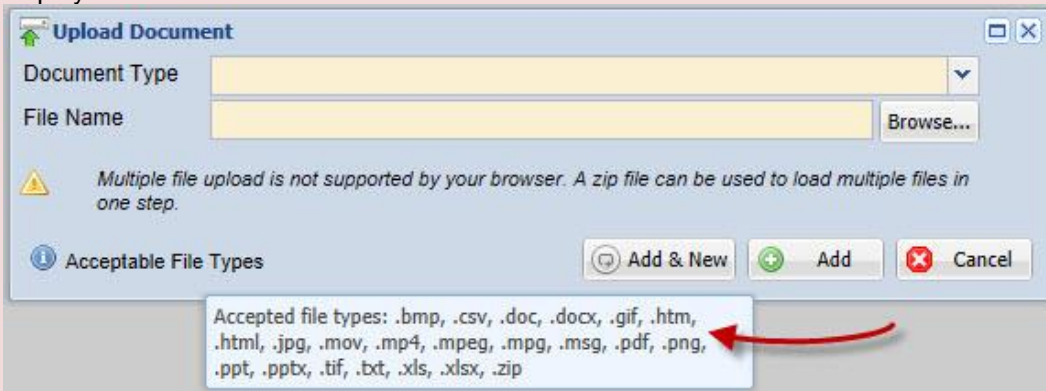 Upload Document
Document Type
File Name
Browse...
Multiple file upload is not supported by your browser. A zip file can be used to load multiple files in
one step.
Acceptable File Types
Add & New
Add
Cancel
Accepted file types: .bmp, .csv, .doc, .docx, .gif, .htm,
.html, .jpg, .mov, .mp4, .mpeg, .mpg, .msg, .pdf, .png,
.ppt, .pptx, .tif, .txt, .xls, .xlsx, .zip